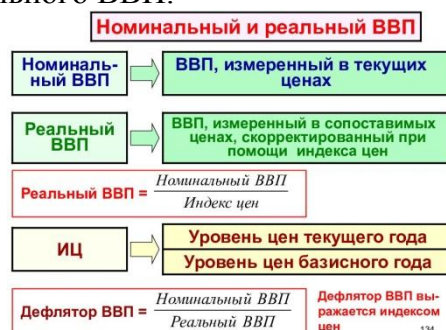 льного ВВП.
Номинальный и реальный ВВП
Номиналь-
ный ВВП
ВВП, измеренный в текущих
ценах
Реальный
ВВП
ВВП, измеренный в сопоставимых
ценах, скорректированный при
помощи индекса цен
Реальный ВВП = Номинальный ВВП
Индекс цен
ИЦ
Уровень цен текущего года
Уровень цен базисного года
Дефлятор ВВП = Номинальный ВВП
Реальный ВВП
Дефлятор ВВП вы-
ражается индексом
цен
134